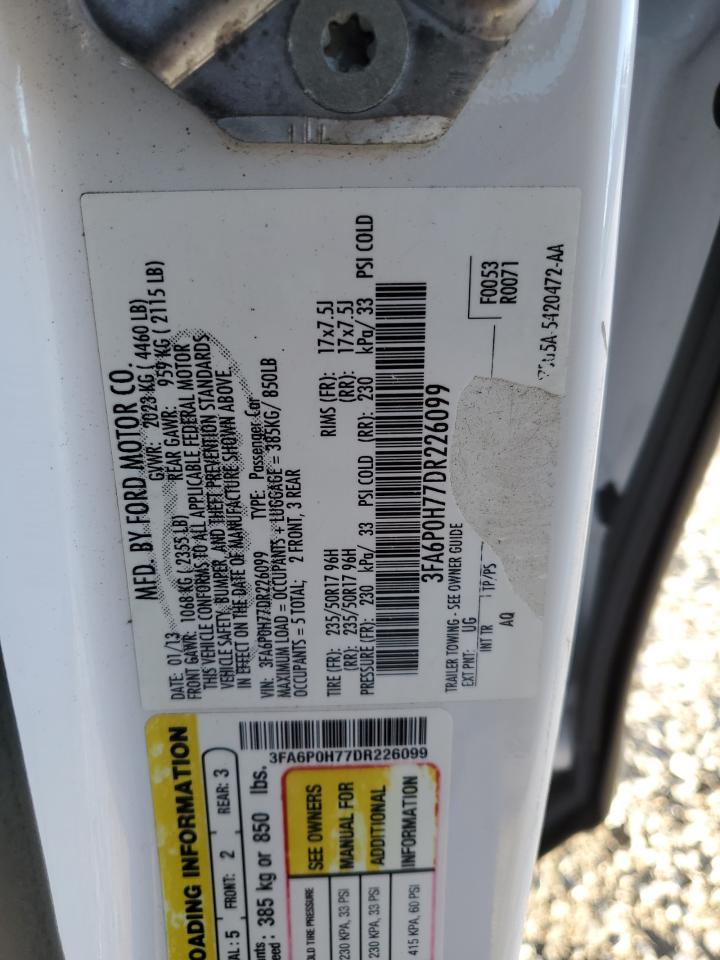 MFD. BY FORD MOTOR CO.
DATE: 01/13 GVWR: 2023 KG ( 4460 LB)
FRONT GAWR: 1068 KG (2355 LB) REAR GAWR: 959 KG ( 2115 LB)
THIS VEHICLE CONFORMS TO ALL APPLICABLE FEDERAL MOTOR
VEHICLE SAFETY, BUMPER, AND THEFT PREVENTION STANDARDS
IN EFFECT ON THE DATE OF MANUFACTURE SHOWN ABOVE.
VIN: 3FA6P0H77DR226099 TYPE: Passenger Car
MAXIMUM LOAD = OCCUPANTS + LUGGAGE = 385KG/ 850LB
OCCUPANTS = 5 TOTAL; 2 FRONT, 3 REAR
TIRE (FR): 235/50R17 96H RIMS (FR): 17x7.5J
(RR): 235/50R17 96H (RR): 17x7.5J
PRESSURE (FR): 230 kPa/ 33 PSI COLD (RR): 230 kPa/ 33 PSI COLD
3FA6P0H77DR226099
TRAILER TOWING - SEE OWNER GUIDE
EXT PNT: UG
F0053
R0071
INT TR TP/PS
AQ
5420472-AA
3FA6P0H77DR226099
LOADING INFORMATION
:5 FRONT: 2 REAR: 3
385 kg or 850 lbs.
SEE OWNERS
MANUAL FOR
ADDITIONAL
INFORMATION
TIRE PRESSURE
230 KPA, 33 PSI
230 KPA, 33 PSI
415 KPA, 60 PSI